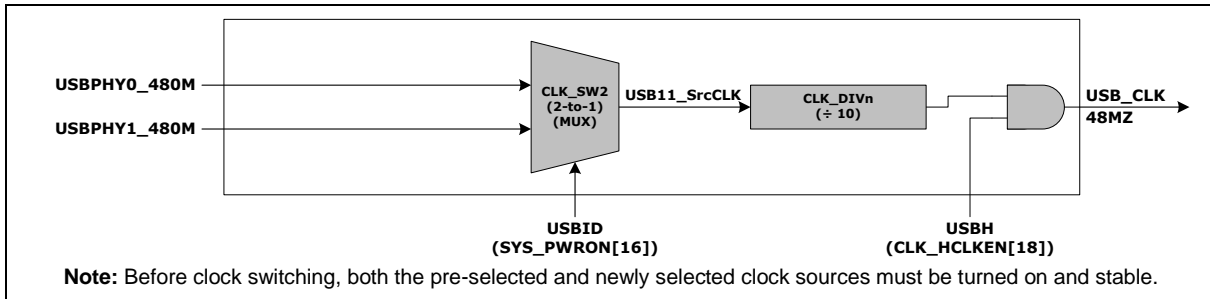 USBPHY0_480M
USBPHY1_480M
CLK_SW2
(2-to-1)
(MUX)
USB11_SrcCLK
CLK_DIVn
(÷ 10)
USB_CLK
48MZ
USBID
(SYS_PWRON[16])
USBH
(CLK_HCLKEN[18])
Note: Before clock switching, both the pre-selected and newly selected clock sources must be turned on and stable.